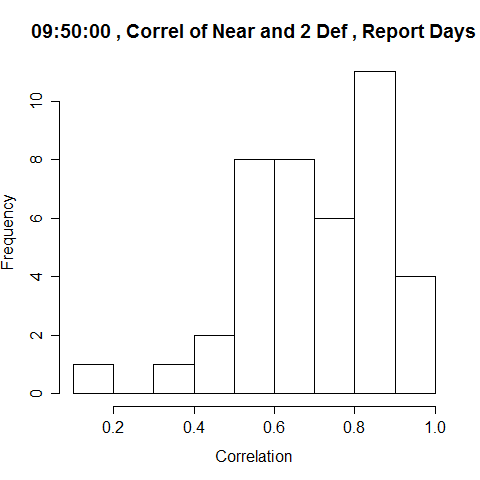 09:50:00 , Correl of Near and 2 Def , Report Days
Frequency
10
8
6
4
2
0
0.2 0.4 0.6 0.8 1.0
Correlation